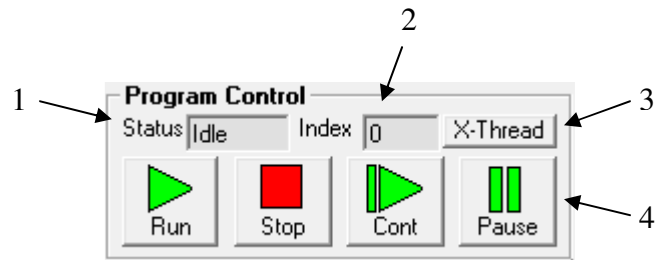 2
1
3
Program Control
Status Idle Index 0 X-Thread
Run Stop Cont Pause
4